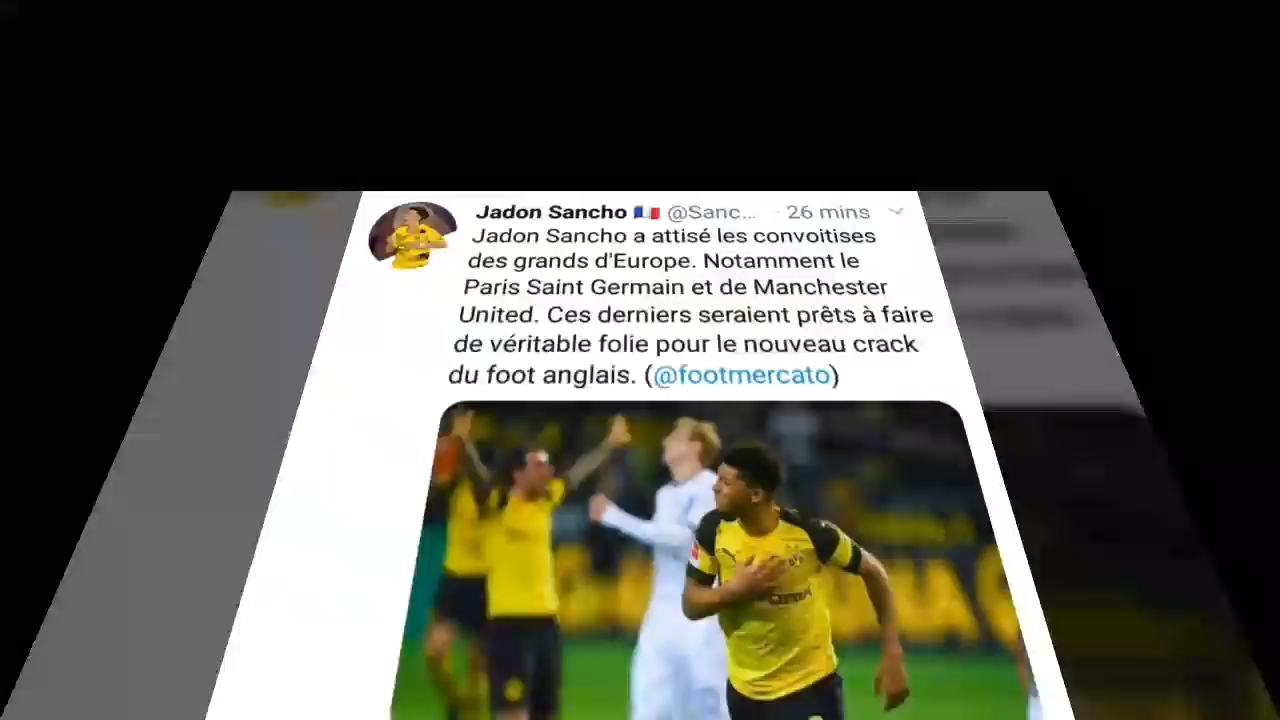 Jadon Sancho 🇫🇷 @Sanc... · 26 mins
Jadon Sancho a attisé les convoitises
des grands d'Europe. Notamment le
Paris Saint Germain et de Manchester
United. Ces derniers seraient prêts à faire
de véritable folie pour le nouveau crack
du foot anglais. (@footmercato)